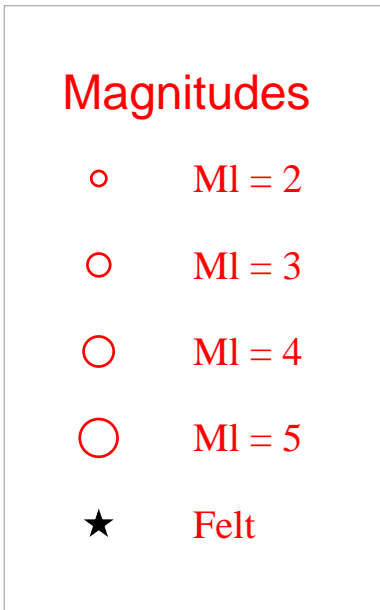 Magnitudes
Ml = 2
Ml = 3
Ml = 4
Ml = 5
Felt